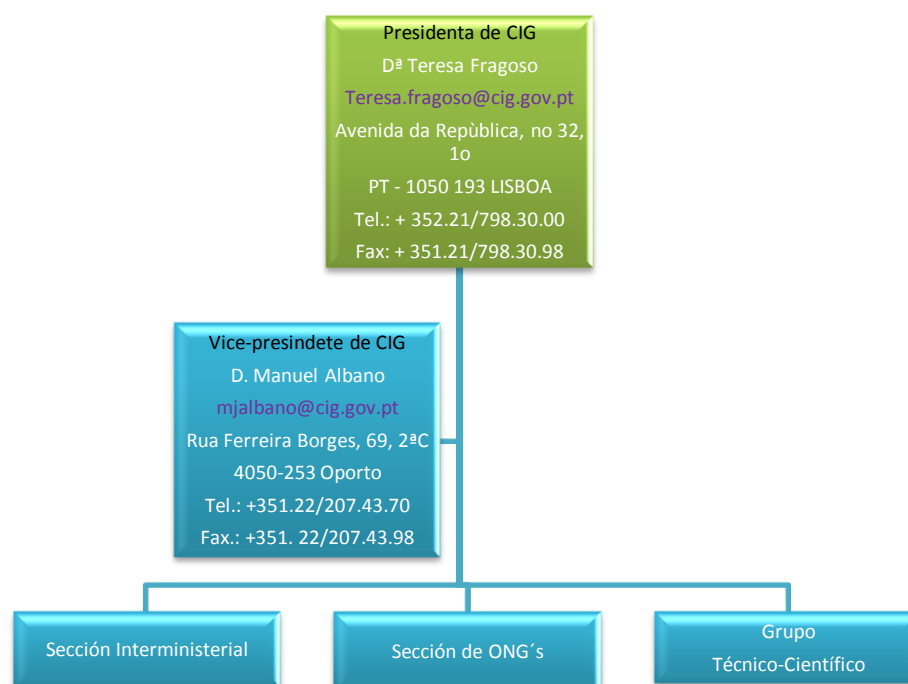 Presidenta de CIG
Dª Teresa Fragoso
Teresa.fragoso@cig.gov.pt
Avenida da Repùblica, no 32,
1o
PT - 1050 193 LISBOA
Tel.: + 352.21/798.30.00
Fax: + 351.21/798.30.98
Vice-presindete de CIG
D. Manuel Albano
mjalbano@cig.gov.pt
Rua Ferreira Borges, 69, 2ªC
4050-253 Oporto
Tel.: +351.22/207.43.70
Fax.: +351. 22/207.43.98
Sección Interministerial
Sección de ONG´s
Grupo
Técnico-Científico